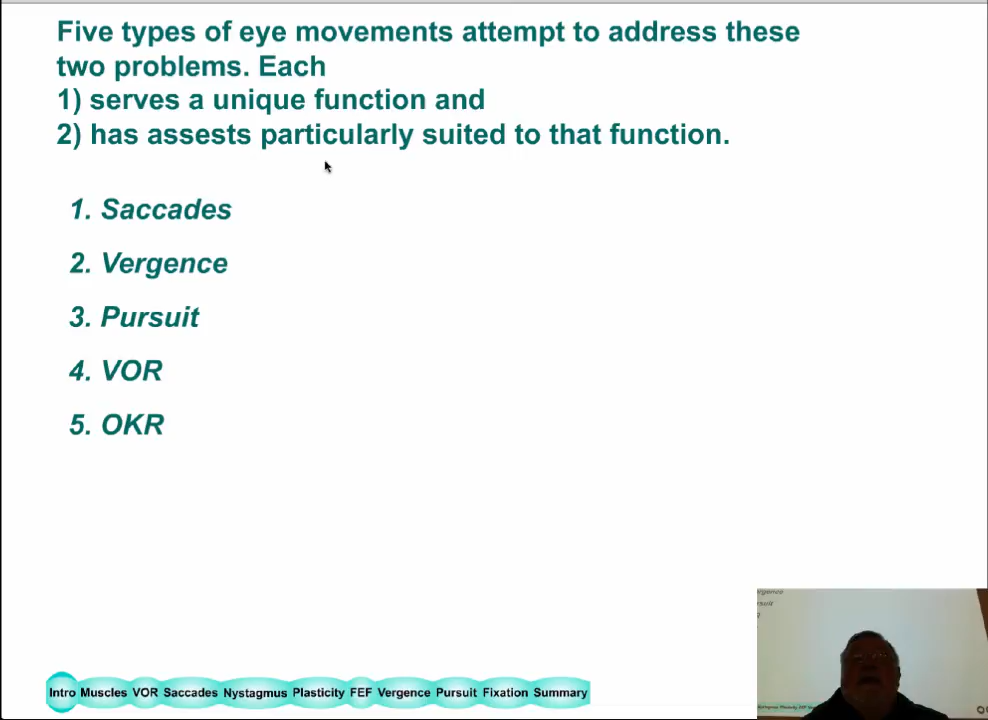 Five types of eye movements attempt to address these
two problems. Each
1) serves a unique function and
2) has assests particularly suited to that function.
1. Saccades
2. Vergence
3. Pursuit
4. VOR
5. OKR
Intro Muscles VOR Saccades Nystagmus Plasticity FEF Vergence Pursuit Fixation Summary